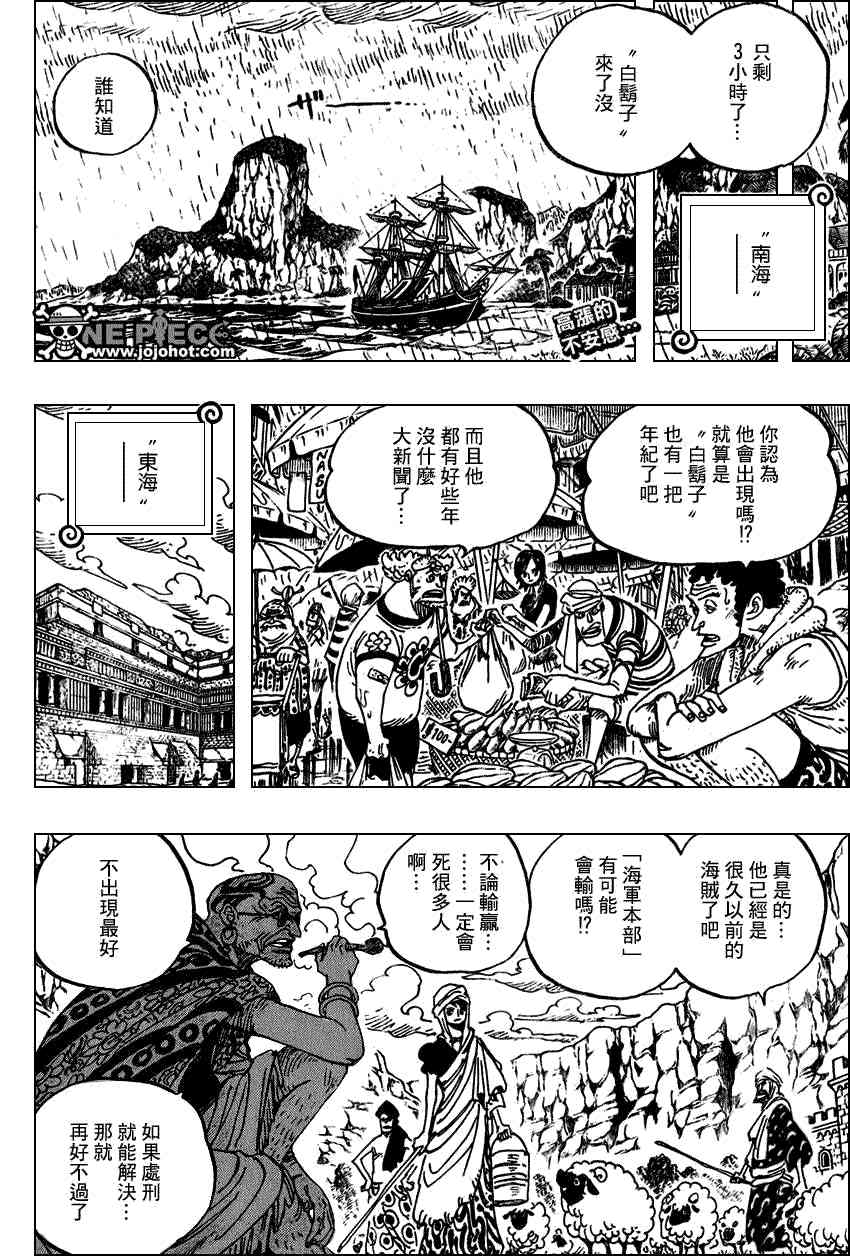 只剩
3小時了…
〝白鬍子〞
來了沒
誰知道
〝南海〞
——
高漲的
不安感…
ザ
ONE PIECE
www.jojohot.com
你認為
他會出現嗎!?
就算是
〝白鬍子〞
也有一把
年紀了吧
而且他
都有好些年
沒什麼
大新聞了…
NABU
฿100
〝東海〞
——
真是的…
他已經是
很久以前的
海賊了吧
「海軍本部」
有可能
會輸嗎!?
不論輸贏…
……一定會
死很多人
啊…
不出現最好
如果處刑
就能解決…
那就
再好不過了